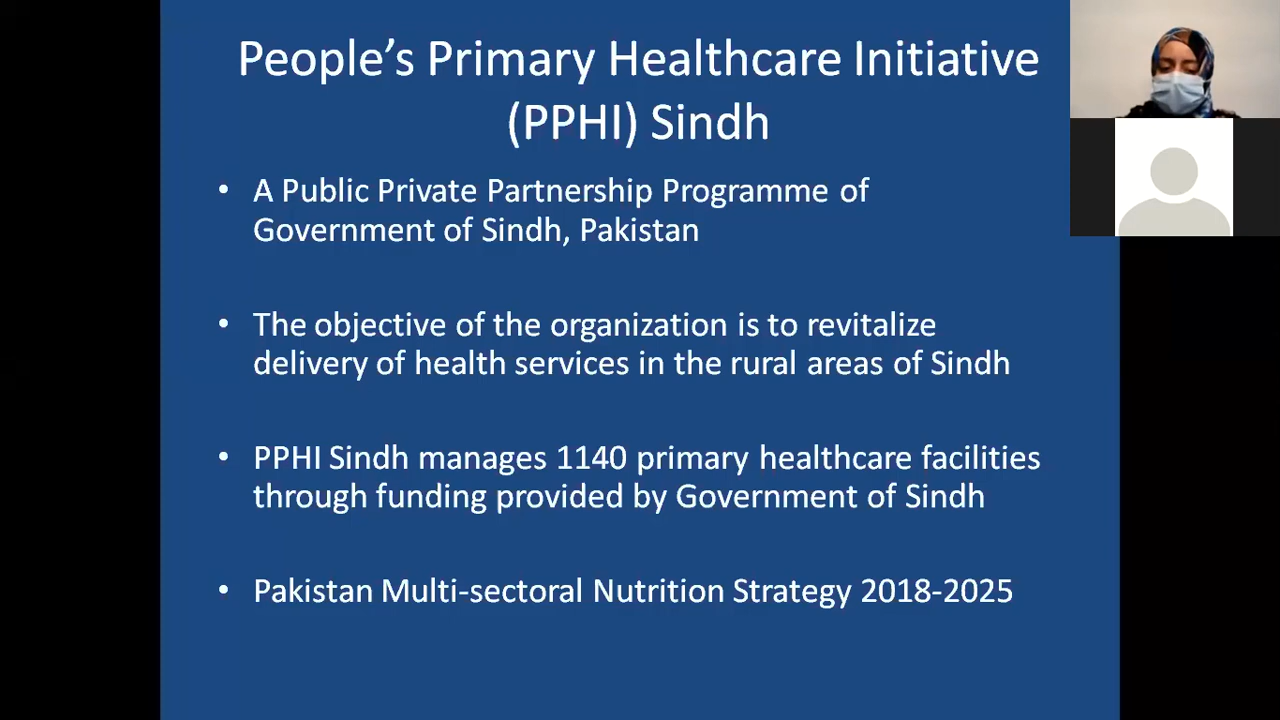 People’s Primary Healthcare Initiative
(PPHI) Sindh
• A Public Private Partnership Programme of
Government of Sindh, Pakistan
• The objective of the organization is to revitalize
delivery of health services in the rural areas of Sindh
• PPHI Sindh manages 1140 primary healthcare facilities
through funding provided by Government of Sindh
• Pakistan Multi-sectoral Nutrition Strategy 2018-2025